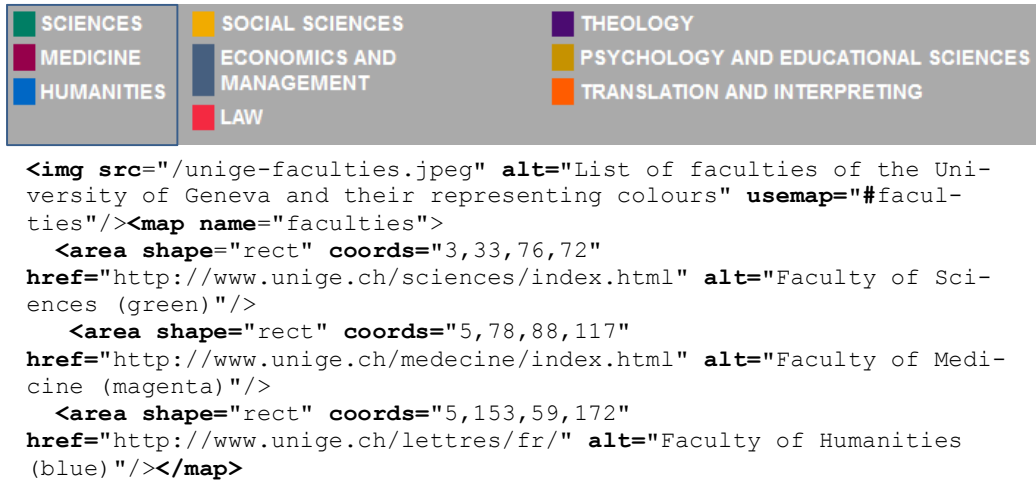 SCIENCES
MEDICINE
HUMANITIES
SOCIAL SCIENCES
ECONOMICS AND
MANAGEMENT
LAW
THEOLOGY
PSYCHOLOGY AND EDUCATIONAL SCIENCES
TRANSLATION AND INTERPRETING
<img src="/unige-faculties.jpeg" alt="List of faculties of the Uni-
versity of Geneva and their representing colours" usemap="#facul-
ties"/><map name="faculties">
<area shape="rect" coords="3,33,76,72"
href="http://www.unige.ch/sciences/index.html" alt="Faculty of Sci-
ences (green)"/>
<area shape="rect" coords="5,78,88,117"
href="http://www.unige.ch/medecine/index.html" alt="Faculty of Medi-
cine (magenta)"/>
<area shape="rect" coords="5,153,59,172"
href="http://www.unige.ch/lettres/fr/" alt="Faculty of Humanities
(blue)"/></map>